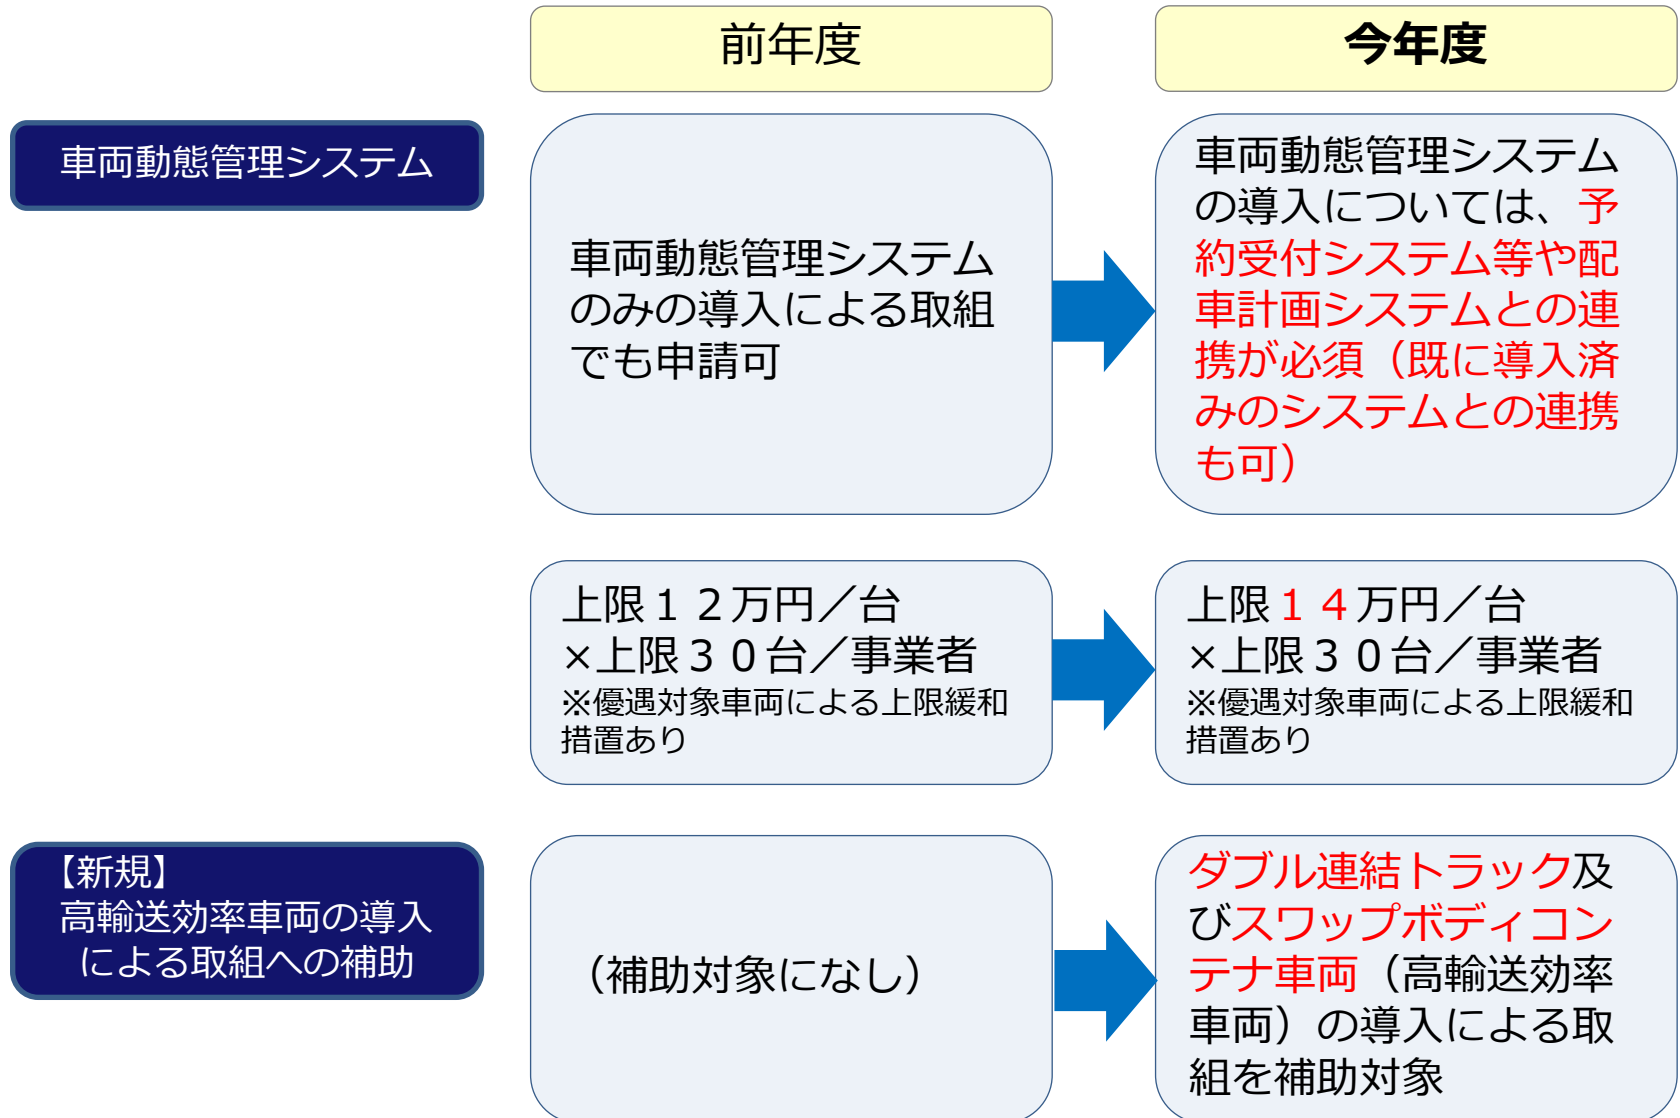 前年度
今年度
車両動態管理システム
車両動態管理システム
のみの導入による取組
でも申請可
車両動態管理システム
の導入については、予
約受付システム等や配
車計画システムとの連
携が必須（既に導入済
みのシステムとの連携
も可）
上限１２万円／台
×上限３０台／事業者
※優遇対象車両による上限緩和
措置あり
上限１４万円／台
×上限３０台／事業者
※優遇対象車両による上限緩和
措置あり
【新規】
高輸送効率車両の導入
による取組への補助
（補助対象になし）
ダブル連結トラック及
びスワップボディコン
テナ車両（高輸送効率
車両）の導入による取
組を補助対象